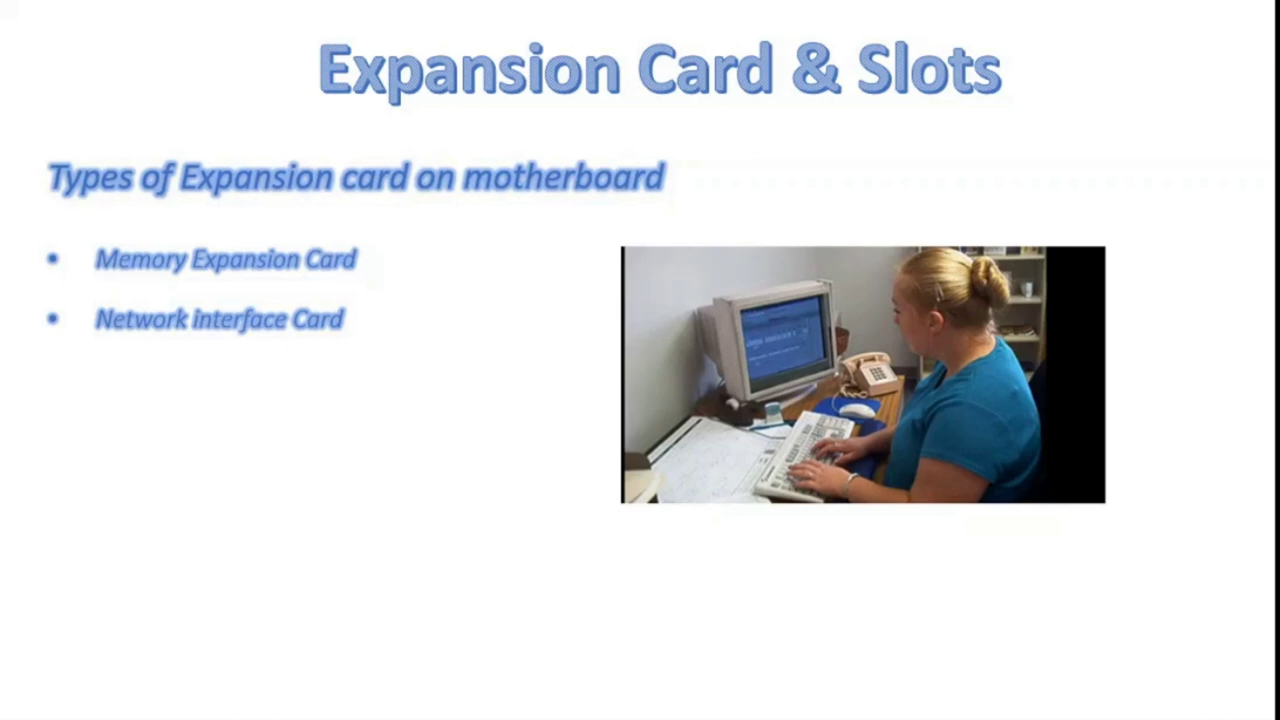 Expansion Card & Slots
Types of Expansion card on motherboard
• Memory Expansion Card
• Network interface Card